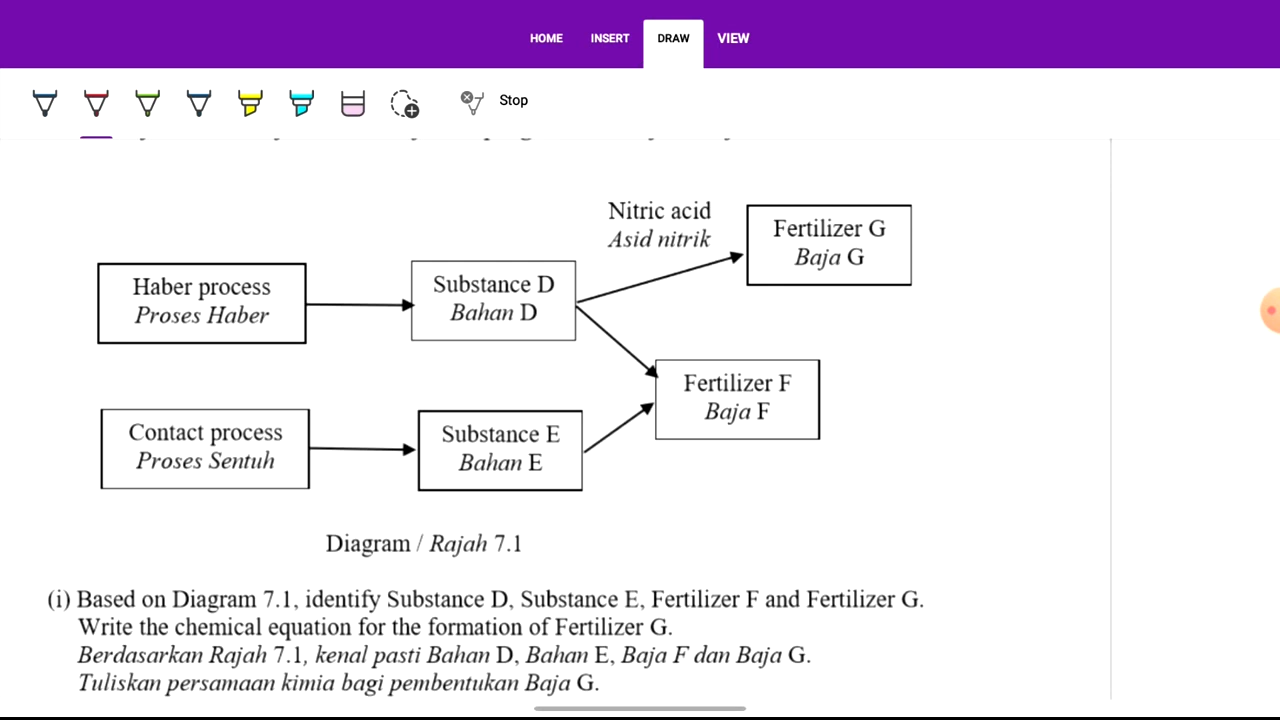 HOME INSERT DRAW VIEW
Stop
Nitric acid
Asid nitrik
Fertilizer G
Baja G
Haber process
Proses Haber
Substance D
Bahan D
Fertilizer F
Baja F
Contact process
Proses Sentuh
Substance E
Bahan E
Diagram / Rajah 7.1
(i) Based on Diagram 7.1, identify Substance D, Substance E, Fertilizer F and Fertilizer G.
Write the chemical equation for the formation of Fertilizer G.
Berdasarkan Rajah 7.1, kenal pasti Bahan D, Bahan E, Baja F dan Baja G.
Tuliskan persamaan kimia bagi pembentukan Baja G.